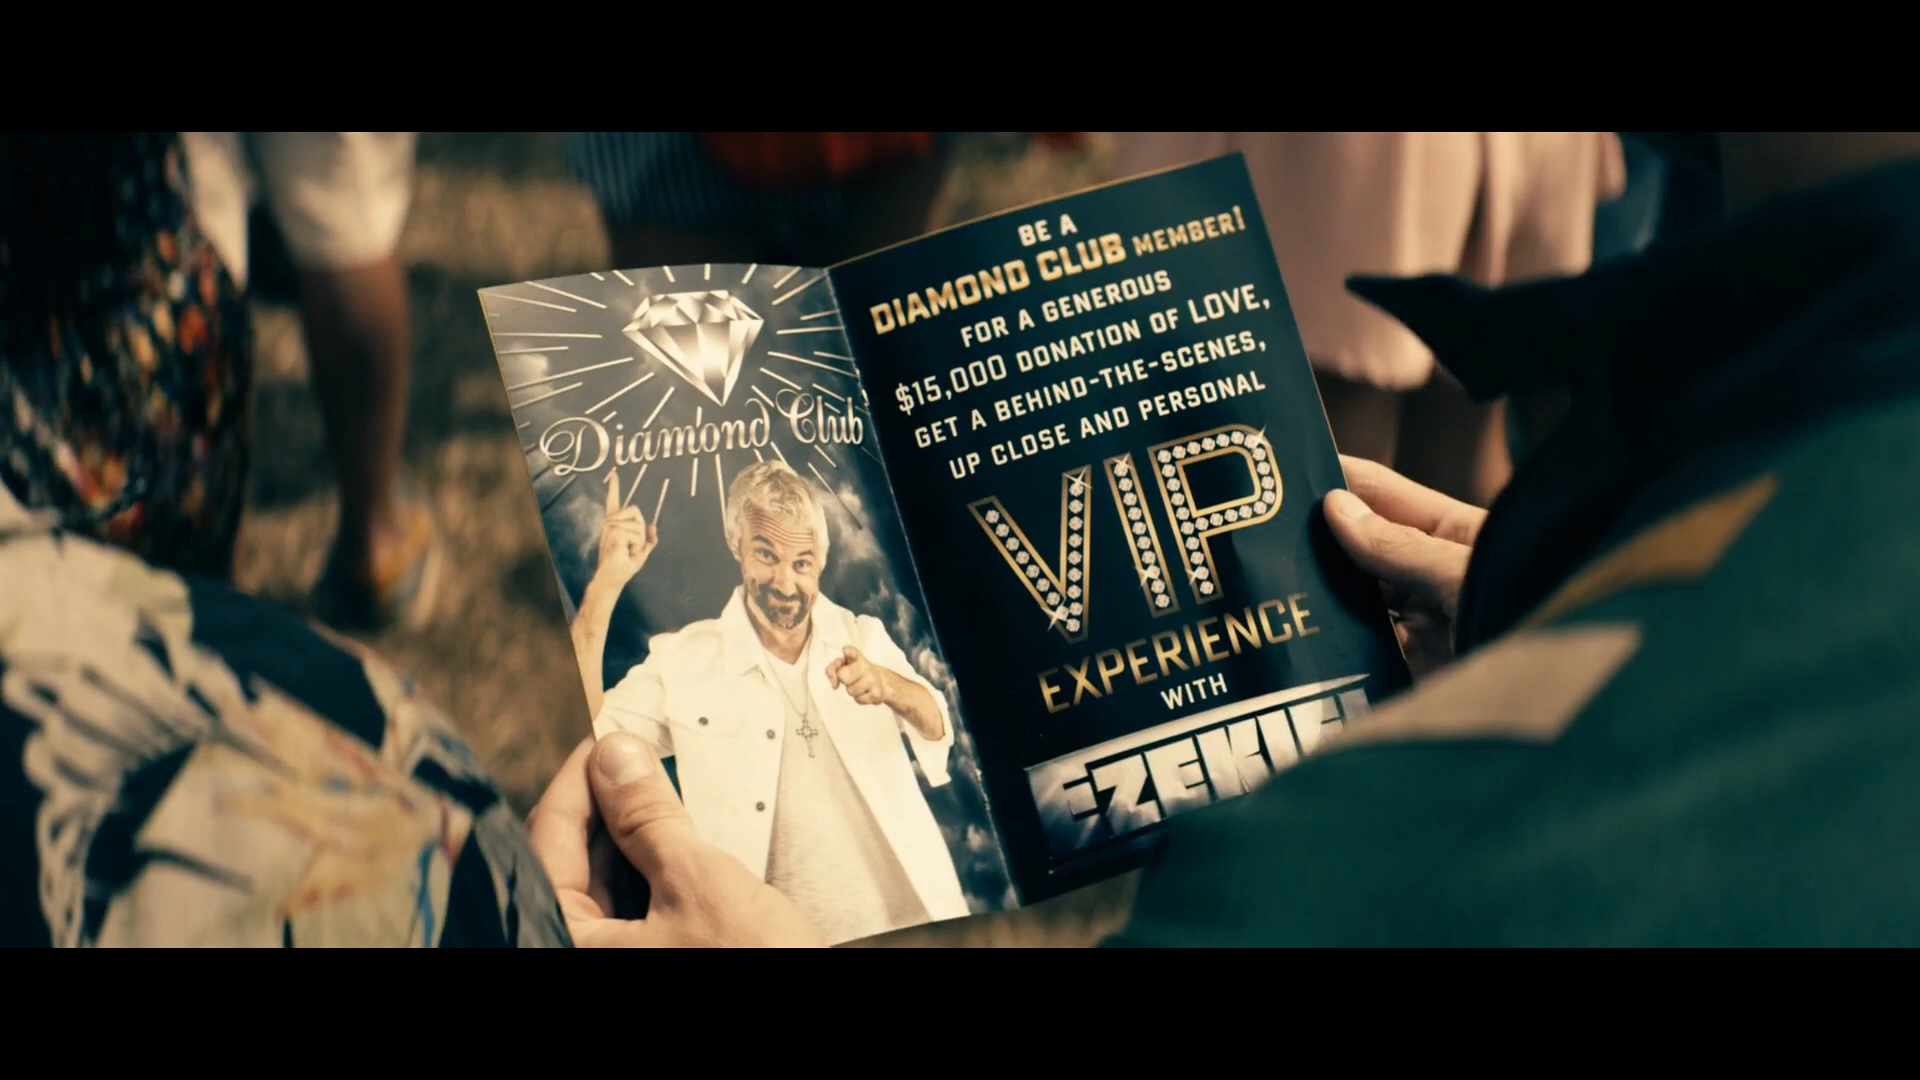 Diamond Club
BE A
DIAMOND CLUB MEMBER!
FOR A GENEROUS
$15,000 DONATION OF LOVE,
GET A BEHIND-THE-SCENES,
UP CLOSE AND PERSONAL
VIP
EXPERIENCE
WITH
EZEKIEL